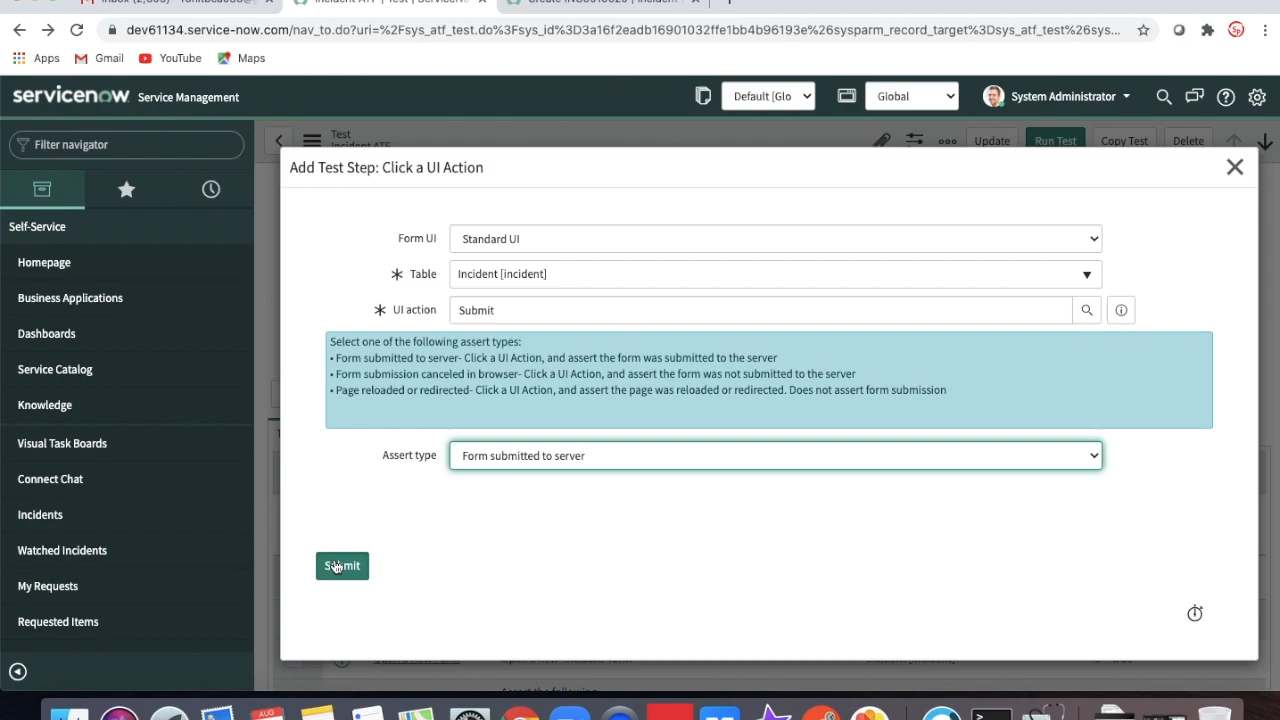 dev61134.service-now.com/nav_to.do?uri=%2Fsys_atf_test.do%3Fsys_id%3D3a16f2eadb16901032ffe1bb4b96193e%26sysparm_record_target%3Dsys_atf_test%26sys...
Apps
Gmail
YouTube
Maps
servicenow
Service Management
Default [Glo
Global
System Administrator
Filter navigator
Test
Incident ATF
Update
Run Test
Copy Test
Delete
Add Test Step: Click a UI Action
Self-Service
Homepage
Business Applications
Dashboards
Service Catalog
Knowledge
Visual Task Boards
Connect Chat
Incidents
Watched Incidents
My Requests
Requested Items
Form UI
Standard UI
Table
Incident [incident]
UI action
Submit
Select one of the following assert types:
• Form submitted to server- Click a UI Action, and assert the form was submitted to the server
• Form submission canceled in browser- Click a UI Action, and assert the form was not submitted to the server
• Page reloaded or redirected- Click a UI Action, and assert the page was reloaded or redirected. Does not assert form submission
Assert type
Form submitted to server
Submit
Assert the following:
AUG